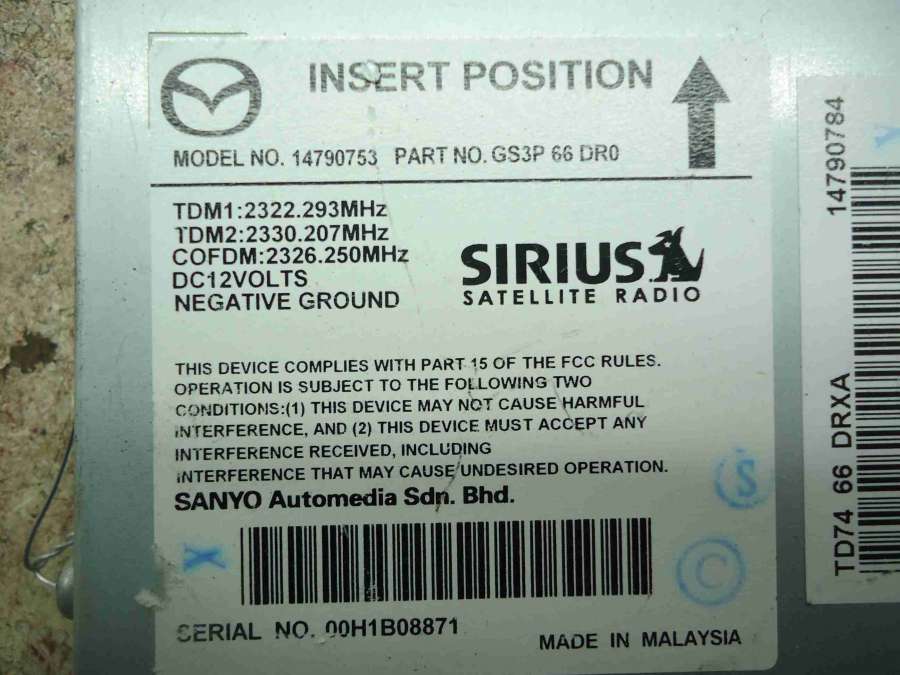 INSERT POSITION
MODEL NO. 14790753 PART NO. GS3P 66 DR0
TDM1:2322.293MHz
TDM2:2330.207MHz
COFDM:2326.250MHz
DC12VOLTS
NEGATIVE GROUND
SIRIUS
SATELLITE RADIO
THIS DEVICE COMPLIES WITH PART 15 OF THE FCC RULES.
OPERATION IS SUBJECT TO THE FOLLOWING TWO
CONDITIONS:(1) THIS DEVICE MAY NOT CAUSE HARMFUL
INTERFERENCE, AND (2) THIS DEVICE MUST ACCEPT ANY
INTERFERENCE RECEIVED, INCLUDING
INTERFERENCE THAT MAY CAUSE UNDESIRED OPERATION.
SANYO Automedia Sdn. Bhd.
SERIAL NO. 00H1B08871
MADE IN MALAYSIA
X
S
C
14790784
TD74 66 DRXA